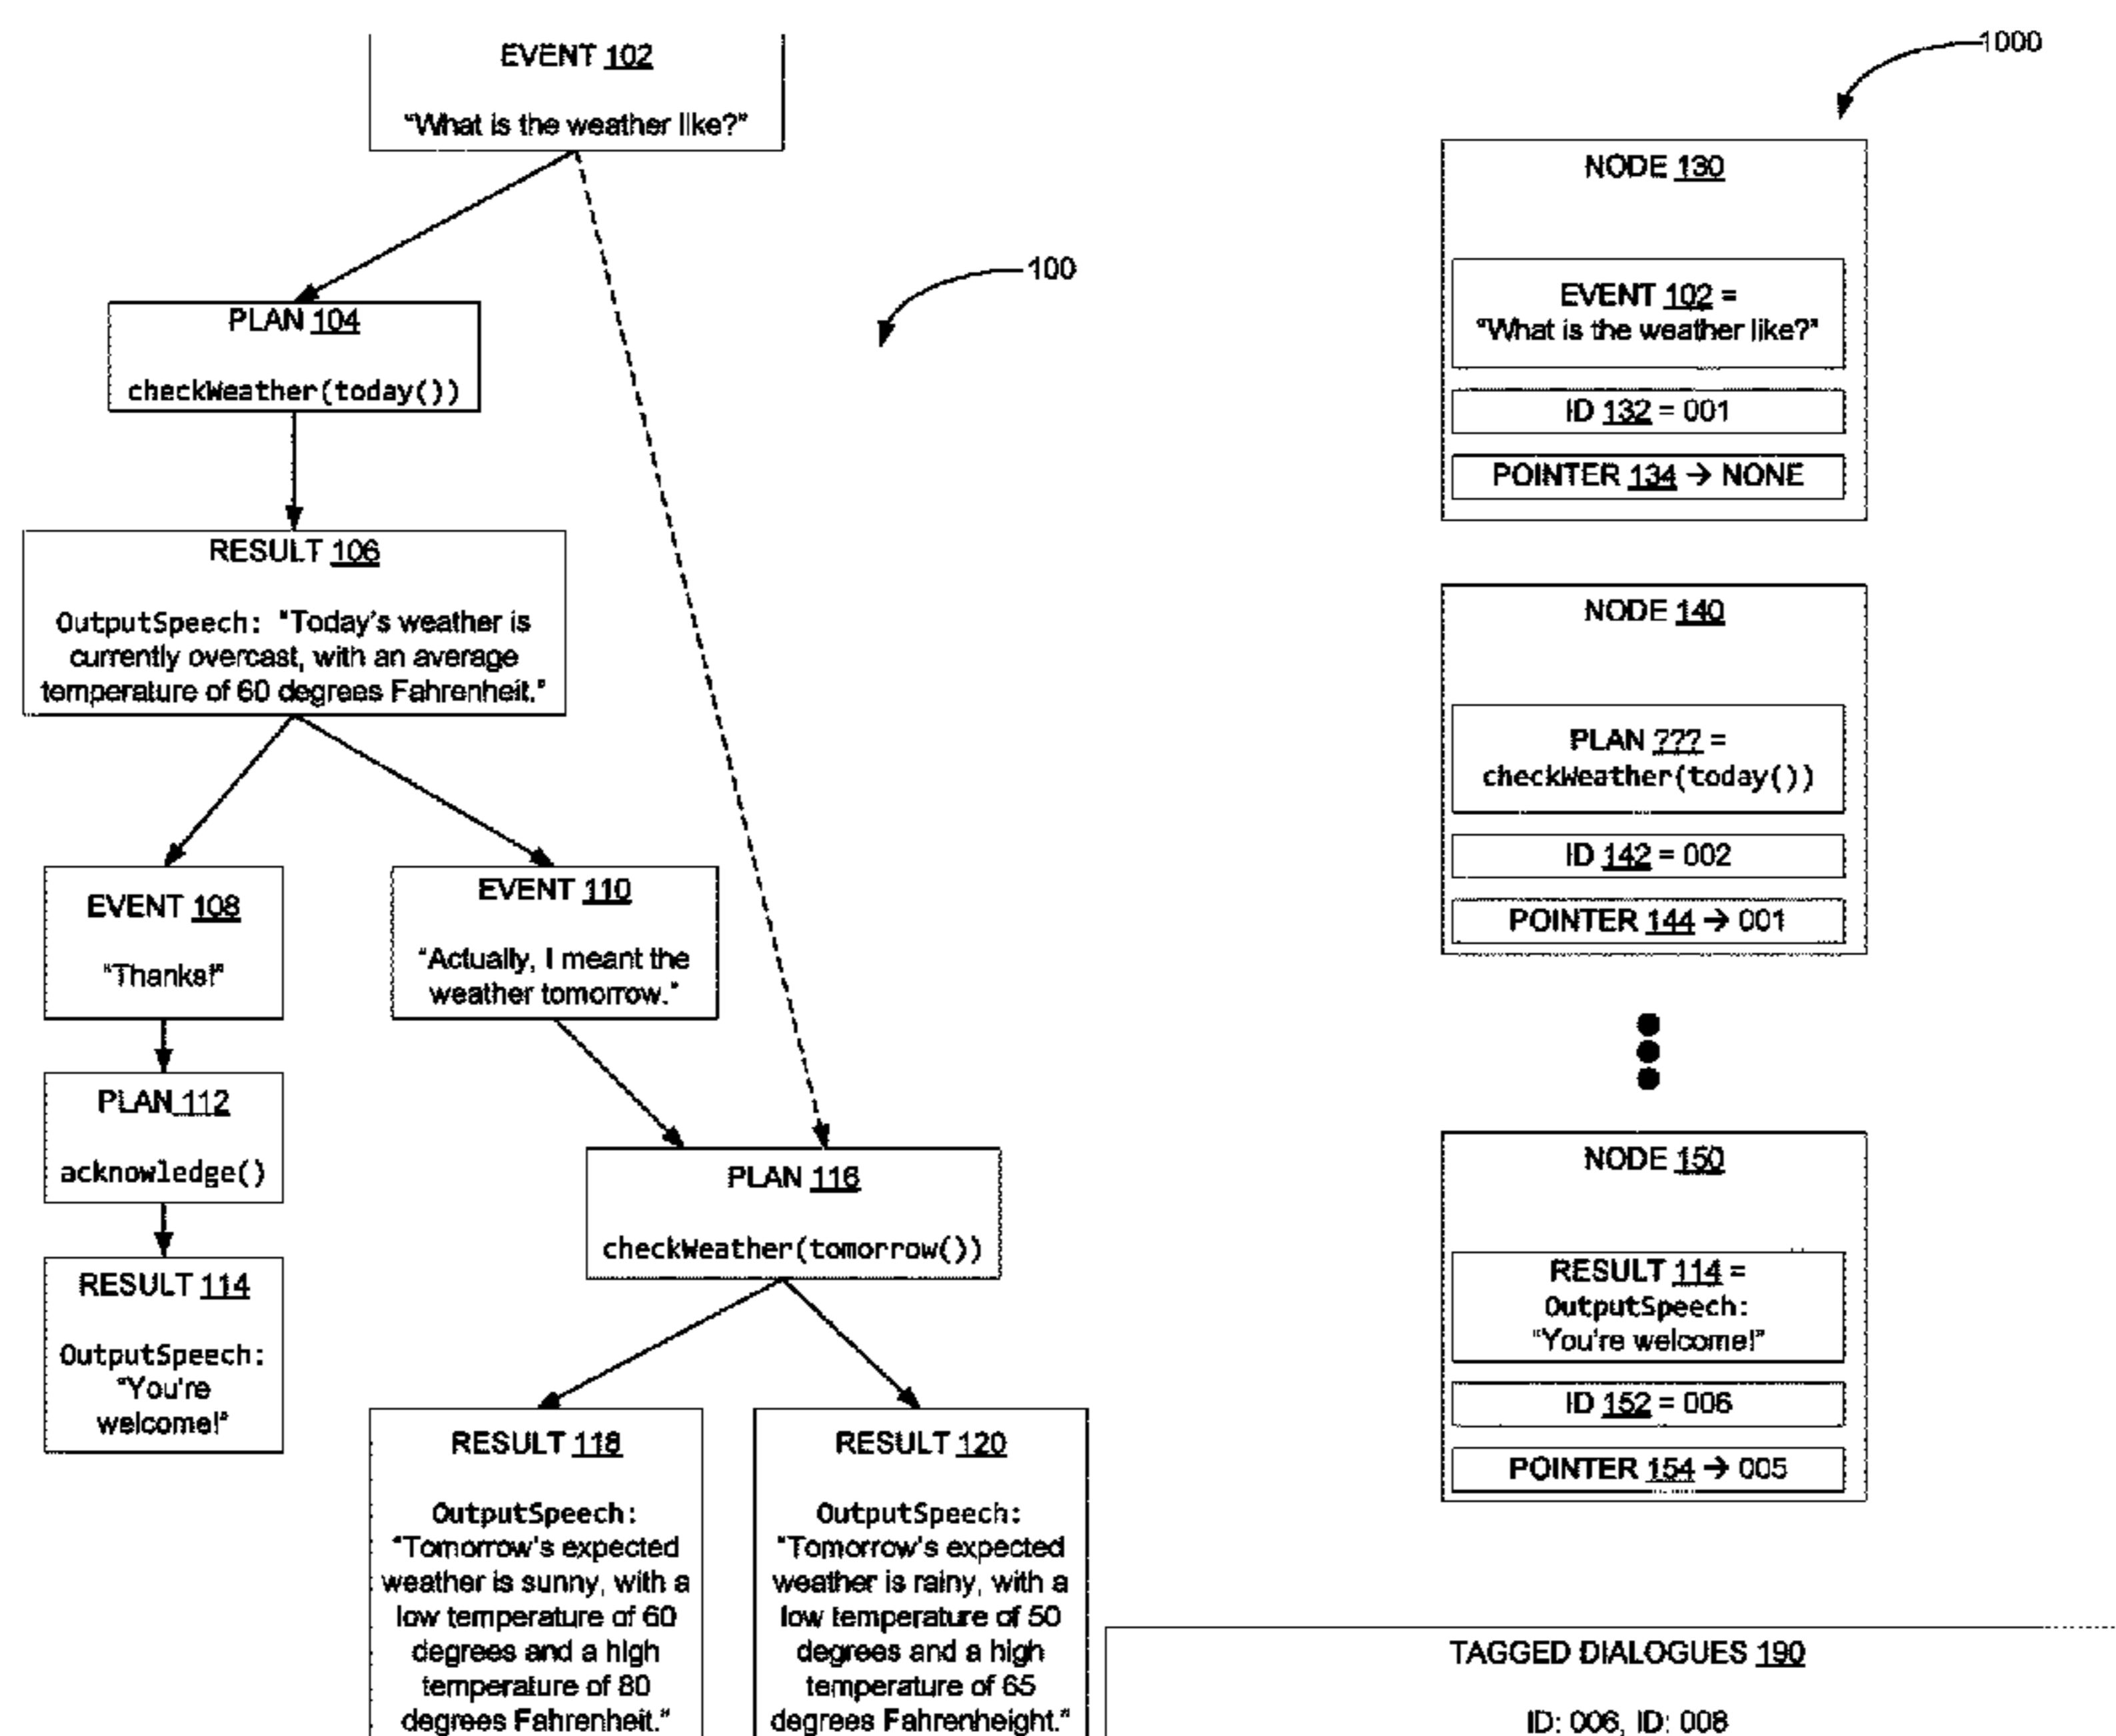 EVENT 102
"What is the weather like?"
100
PLAN 104
checkWeather(today())
RESULT 106
OutputSpeech: "Today's weather is
currently overcast, with an average
temperature of 60 degrees Fahrenheit."
EVENT 108
"Thanks!"
EVENT 110
"Actually, I meant the
weather tomorrow."
PLAN 112
acknowledge()
PLAN 116
checkWeather(tomorrow())
RESULT 114
OutputSpeech:
"You're
welcome!"
RESULT 118
OutputSpeech:
"Tomorrow's expected
weather is sunny, with a
low temperature of 60
degrees and a high
temperature of 80
degrees Fahrenheit."
RESULT 120
OutputSpeech:
"Tomorrow's expected
weather is rainy, with a
low temperature of 50
degrees and a high
temperature of 65
degrees Fahrenheight."
1000
NODE 130
EVENT 102 =
"What is the weather like?"
ID 132 = 001
POINTER 134 → NONE
NODE 140
PLAN ??? =
checkWeather(today())
ID 142 = 002
POINTER 144 → 001
NODE 150
RESULT 114 =
OutputSpeech:
"You're welcome!"
ID 152 = 006
POINTER 154 → 005
TAGGED DIALOGUES 190
ID: 006, ID: 008